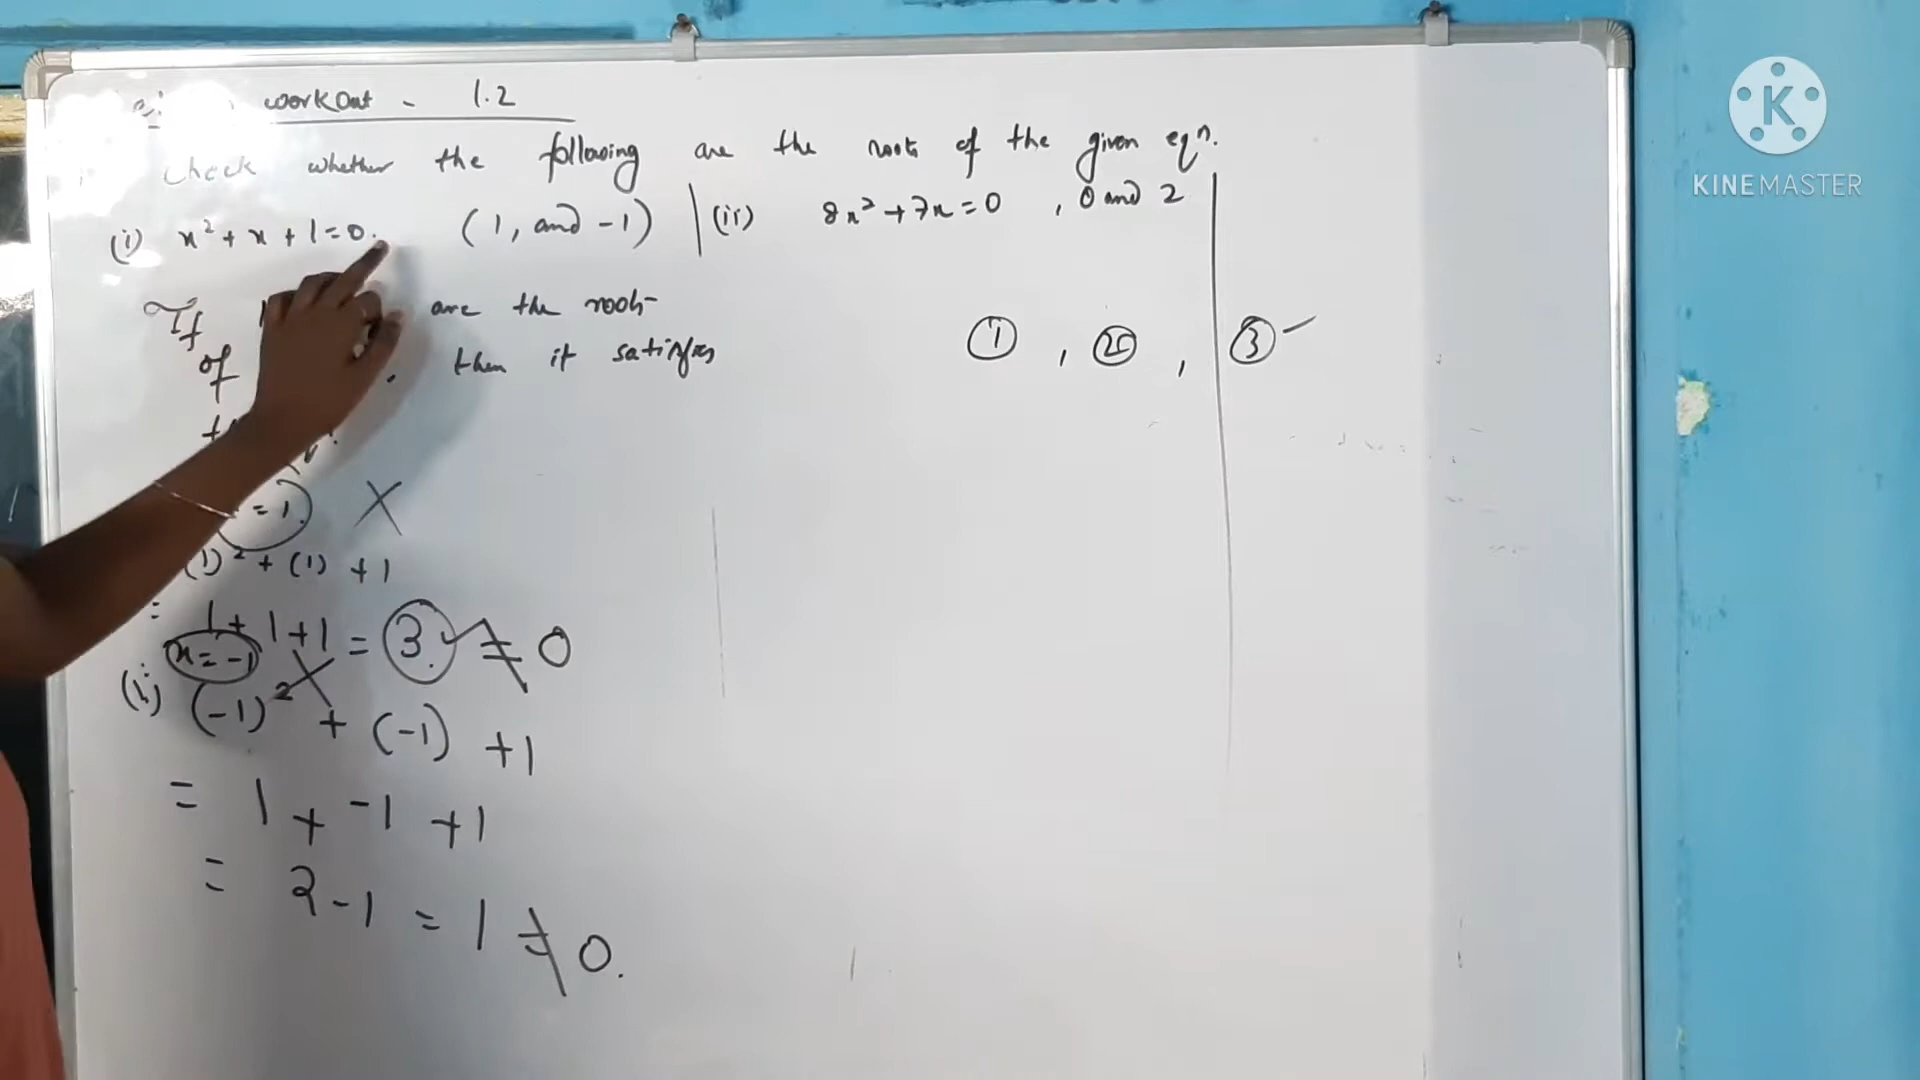 workout - 1.2
check whether the following are the roots of the given eqn.
(i) x² + x + 1 = 0. (1, and -1)
(ii) 8x² + 7x = 0 , 0 and 2
If are the roots
of then it satisfies
① , ② , ③
= 1. X
(1)² + (1) + 1
= 1 + 1 + 1 = 3. ≠ 0
x = -1 X
(ii) (-1)² + (-1) + 1
= 1 + -1 + 1
= 2 - 1 = 1 ≠ 0.
KINEMASTER